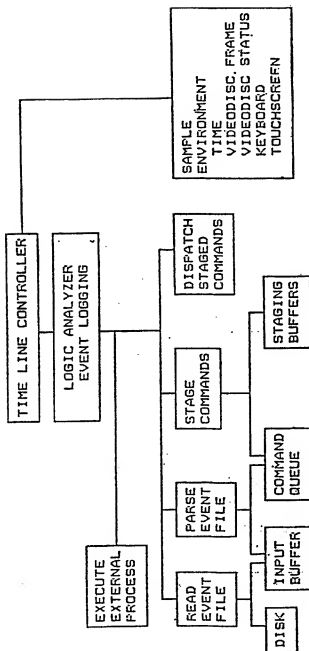 TIME LINE CONTROLLER
LOGIC ANALYZER
EVENT LOGGING
SAMPLE
ENVIRONMENT
TIME
VIDEODISC. FRAME
VIDEODISC STATUS
KEYBOARD
TOUCHSCREEN
EXECUTE
EXTERNAL
PROCESS
READ
EVENT
FILE
PARSE
EVENT
FILE
STAGE
COMMANDS
DISPATCH
STAGED
COMMANDS
DISK
INPUT
BUFFER
COMMAND
QUEUE
STAGING
BUFFERS